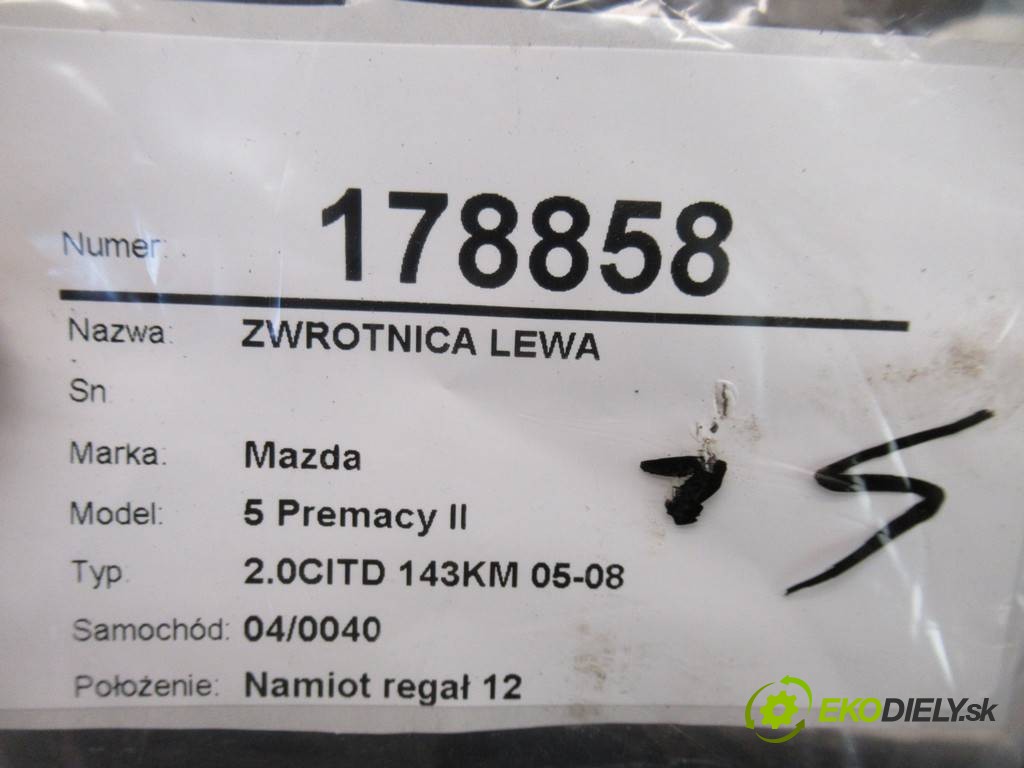 Numer: 178858
Nazwa: ZWROTNICA LEWA
Sn
Marka: Mazda
Model: 5 Premacy II
Typ 2.0CITD 143KM 05-08
Samochód: 04/0040
Położenie: Namiot regał 12
5
EKODIELY.sk